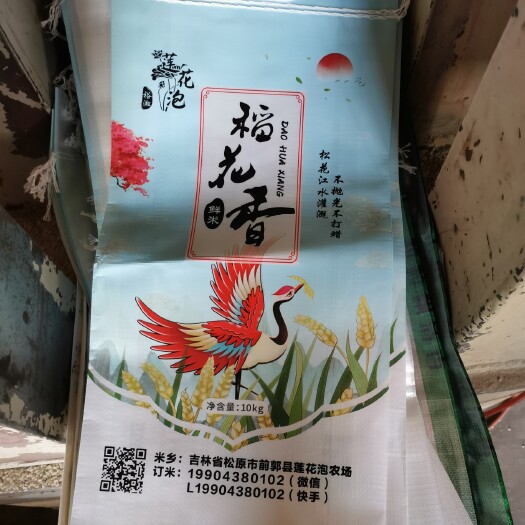 莲花泡
稻花香
DAO HUA XIANG
鲜米
不抛光不打蜡
松花江水灌溉
净含量:10kg
米乡:吉林省松原市前郭县莲花泡农场
订米:19904380102(微信)
L19904380102(快手)